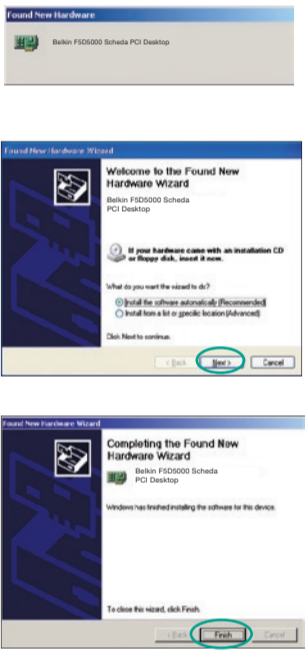 Found New Hardware
Belkin F5D5000 Scheda PCI Desktop
Found New Hardware Wizard
Welcome to the Found New
Hardware Wizard
Belkin F5D5000 Scheda
PCI Desktop
If your hardware came with an installation CD
or floppy disk, insert it now.
What do you want the wizard to do?
Install the software automatically (Recommended)
Install from a list or specific location (Advanced)
Click Next to continue.
< Back
Next >
Cancel
Found New Hardware Wizard
Completing the Found New
Hardware Wizard
Belkin F5D5000 Scheda
PCI Desktop
Windows has finished installing the software for this device.
To close this wizard, click Finish.
< Back
Finish
Cancel